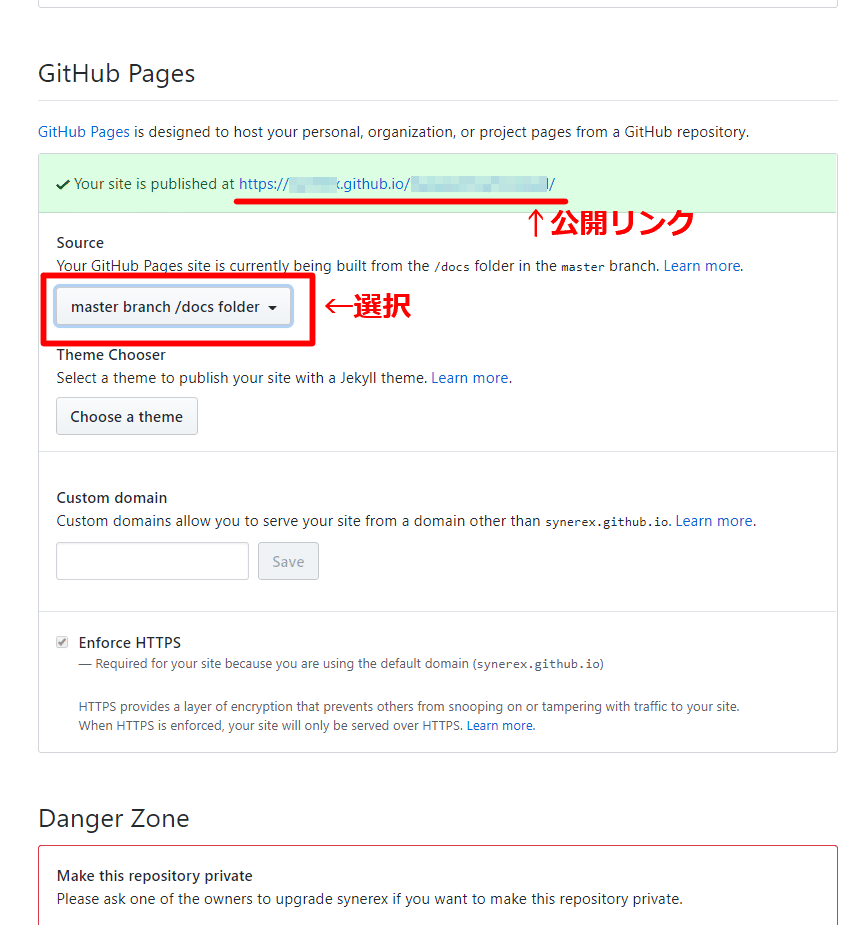 GitHub Pages
GitHub Pages is designed to host your personal, organization, or project pages from a GitHub repository.
Your site is published at https://.github.io/ /
↑公開リンク
Source
Your GitHub Pages site is currently being built from the /docs folder in the master branch. Learn more.
master branch /docs folder
←選択
Theme Chooser
Select a theme to publish your site with a Jekyll theme. Learn more.
Choose a theme
Custom domain
Custom domains allow you to serve your site from a domain other than synerex.github.io. Learn more.
Save
Enforce HTTPS
— Required for your site because you are using the default domain (synerex.github.io)
HTTPS provides a layer of encryption that prevents others from snooping on or tampering with traffic to your site.
When HTTPS is enforced, your site will only be served over HTTPS. Learn more.
Danger Zone
Make this repository private
Please ask one of the owners to upgrade synerex if you want to make this repository private.